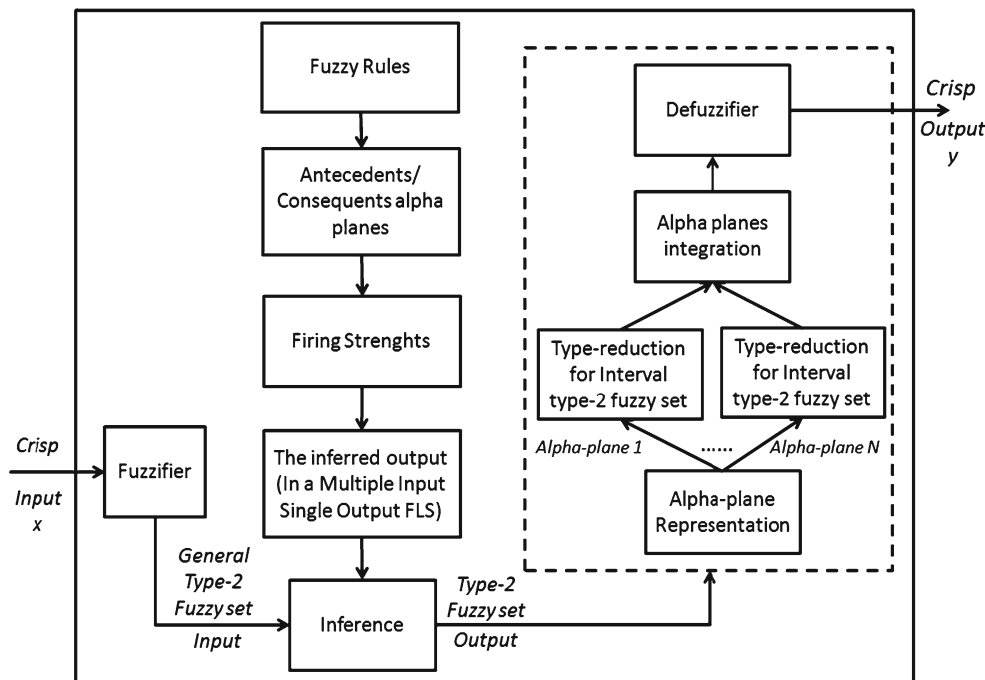 Fuzzy Rules
Antecedents/
Consequents alpha
planes
Firing Strenghts
The inferred output
(In a Multiple Input
Single Output FLS)
Crisp
Input
x
Fuzzifier
General
Type-2
Fuzzy set
Input
Inference
Type-2
Fuzzy set
Output
Defuzzifier
Crisp
Output
y
Alpha planes
integration
Type-reduction
for Interval
type-2 fuzzy set
Type-reduction
for Interval
type-2 fuzzy set
Alpha-plane 1 ...... Alpha-plane N
Alpha-plane
Representation